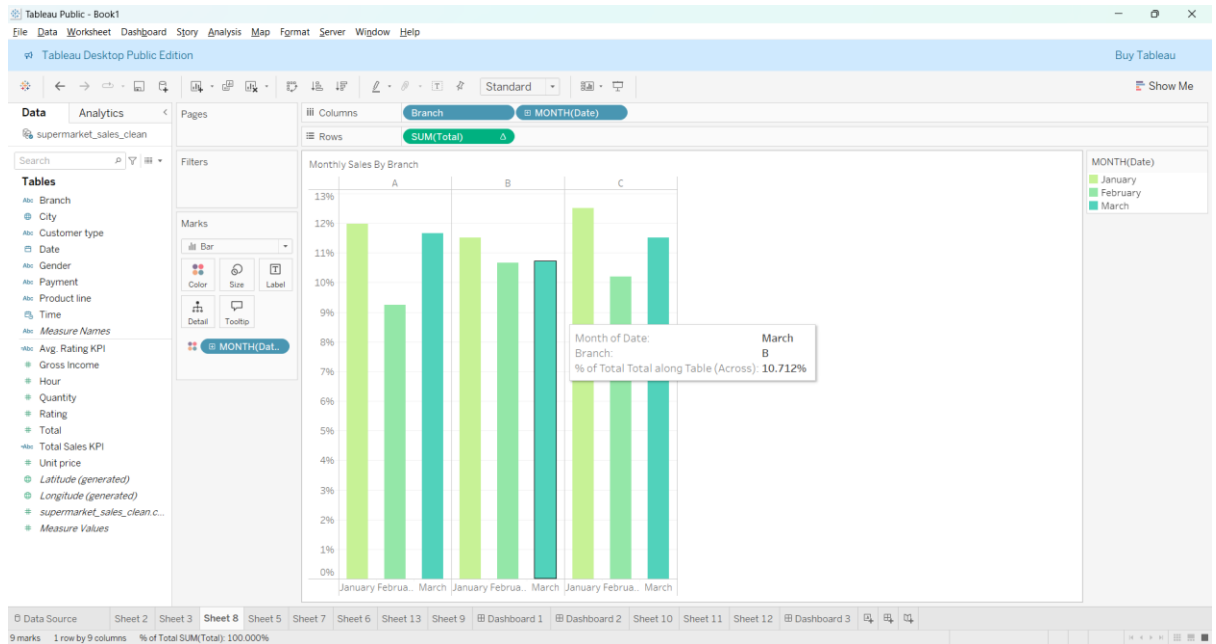 Tableau Public - Book1
File Data Worksheet Dashboard Story Analysis Map Format Server Window Help
Tableau Desktop Public Edition
Buy Tableau
Standard
Show Me
Data Analytics
supermarket_sales_clean
Search
Tables
Abc Branch
City
Abc Customer type
Date
Abc Gender
Abc Payment
Abc Product line
Time
Abc Measure Names
Abc Avg. Rating KPI
# Gross Income
# Hour
# Quantity
# Rating
# Total
Abc Total Sales KPI
# Unit price
Latitude (generated)
Longitude (generated)
# supermarket_sales_clean.c...
# Measure Values
Pages
Filters
Marks
Bar
Color Size Label
Detail Tooltip
MONTH(Dat..
Columns Branch MONTH(Date)
Rows SUM(Total) Δ
Monthly Sales By Branch
A B C
13%
12%
11%
10%
9%
8%
7%
6%
5%
4%
3%
2%
1%
0%
January Februa.. March January Februa.. March January Februa.. March
Month of Date: March
Branch: B
% of Total Total along Table (Across): 10.712%
MONTH(Date)
January
February
March
Data Source Sheet 2 Sheet 3 Sheet 8 Sheet 5 Sheet 7 Sheet 6 Sheet 13 Sheet 9 Dashboard 1 Dashboard 2 Sheet 10 Sheet 11 Sheet 12 Dashboard 3
9 marks 1 row by 9 columns % of Total SUM(Total): 100.000%